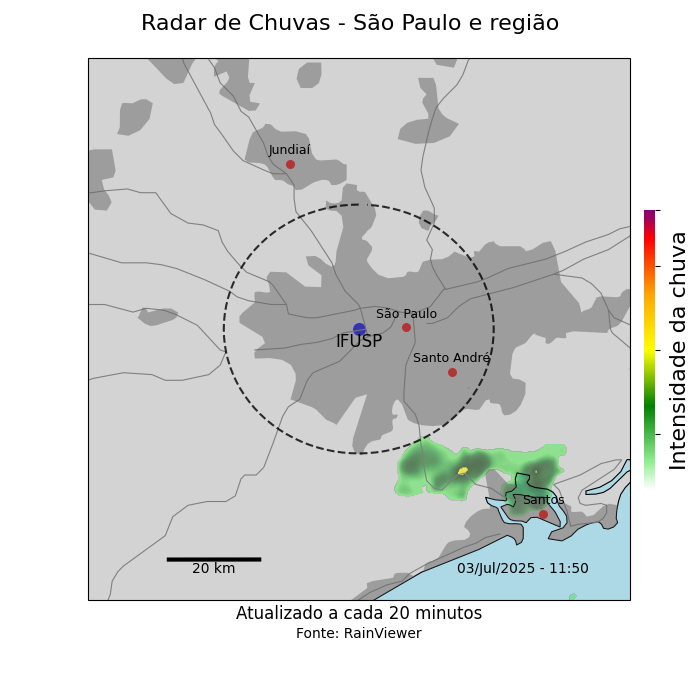 Radar de Chuvas - São Paulo e região
Jundiaí
São Paulo
IFUSP
Santo André
Santos
20 km
03/Jul/2025 - 11:50
Intensidade da chuva
Atualizado a cada 20 minutos
Fonte: RainViewer